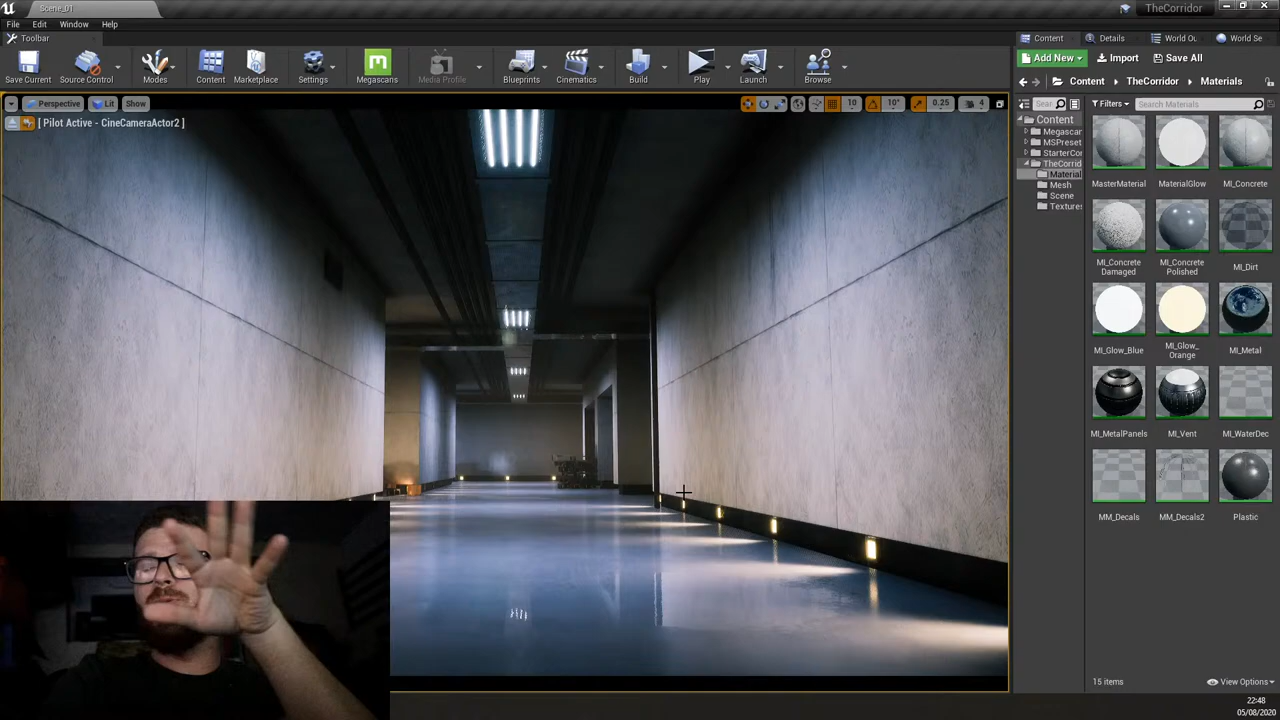 Scene_01
TheCorridor
File Edit Window Help
Toolbar
Content Details World Ou World Se
Save Current Source Control Modes Content Marketplace Settings Megascans Media Profile Blueprints Cinematics Build Play Launch Browse
Add New Import Save All
Content TheCorridor Materials
Perspective Lit Show 10 10° 0.25 4
Sear Filters Search Materials
[ Pilot Active - CineCameraActor2 ]
Content
Megascan
MSPreset
StarterCor
TheCorrid
Material
Mesh
Scene
Textures
MasterMaterial MaterialGlow MI_Concrete
MI_Concrete Damaged MI_Concrete Polished MI_Dirt
MI_Glow_Blue MI_Glow_ Orange MI_Metal
MI_MetalPanels MI_Vent MI_WaterDec
MM_Decals MM_Decals2 Plastic
15 items View Options
22:48
05/08/2020